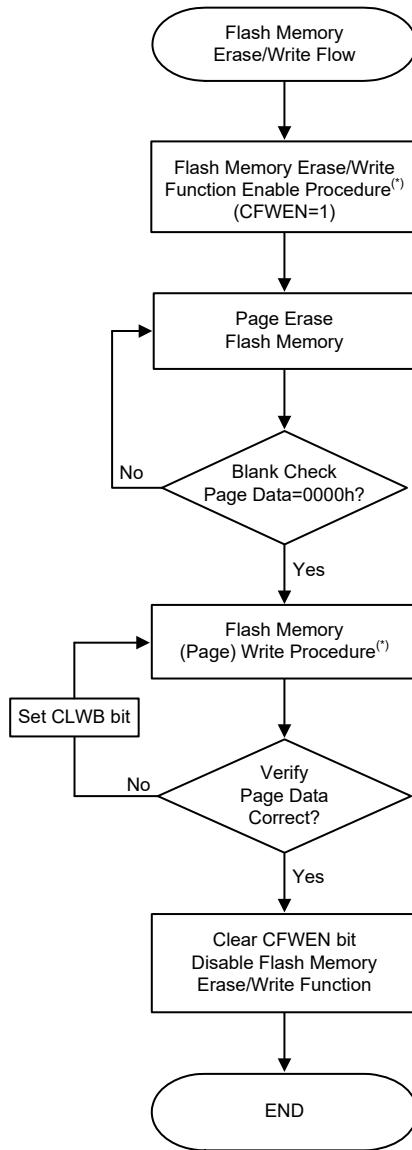 Flash Memory
Erase/Write Flow
Flash Memory Erase/Write
Function Enable Procedure(*)
(CFWEN=1)
Page Erase
Flash Memory
No
Blank Check
Page Data=0000h?
Yes
Flash Memory
(Page) Write Procedure(*)
Set CLWB bit
No
Verify
Page Data
Correct?
Yes
Clear CFWEN bit
Disable Flash Memory
Erase/Write Function
END